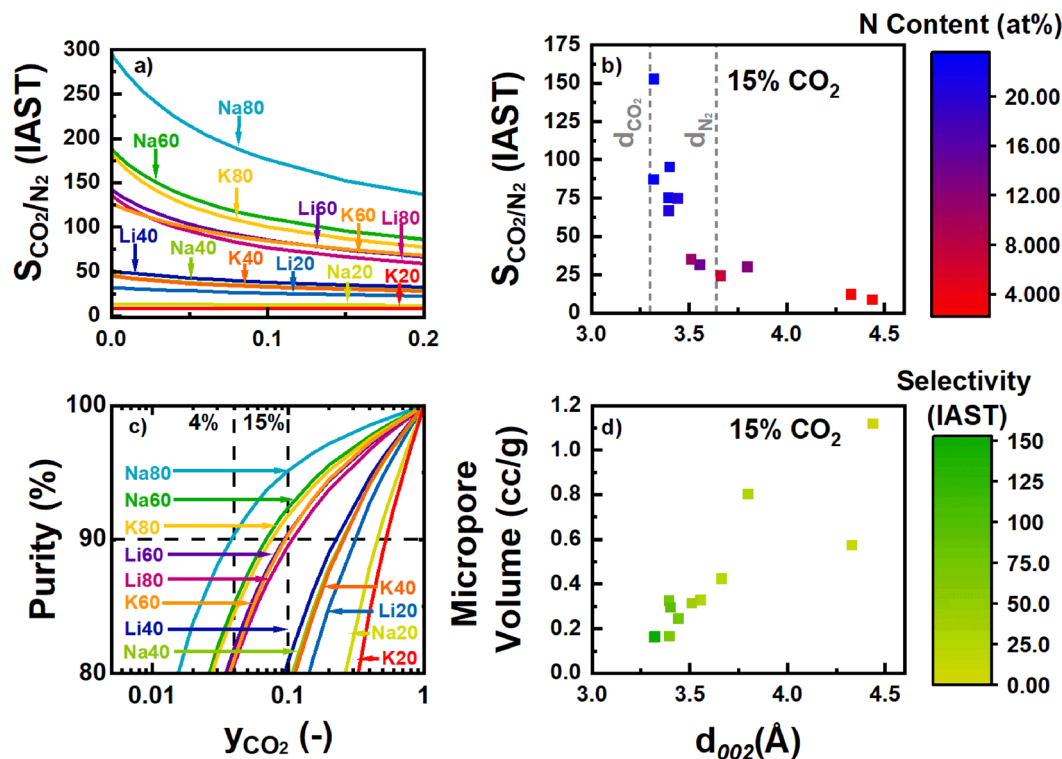 a)
S_CO2/N2 (IAST)
300
250
200
150
100
50
0
0.0 0.1 0.2
Na80
Na60
K80
Li60 K60 Li80
Li40 Na40 K40 Li20 Na20 K20
b)
15% CO2
d_CO2
d_N2
S_CO2/N2 (IAST)
175
150
125
100
75
50
25
0
3.0 3.5 4.0 4.5
N Content (at%)
20.00
16.00
12.00
8.000
4.000
c)
4% 15%
Purity (%)
100
90
80
0.01 0.1 1
yCO2 (-)
Na80
Na60
K80
Li60
Li80
K60
Li40
Na40
K40
Li20
Na20
K20
d)
15% CO2
Micropore
Volume (cc/g)
1.2
1.0
0.8
0.6
0.4
0.2
0.0
3.0 3.5 4.0 4.5
d002(Å)
Selectivity
(IAST)
150
125
100
75.0
50.0
25.0
0.00